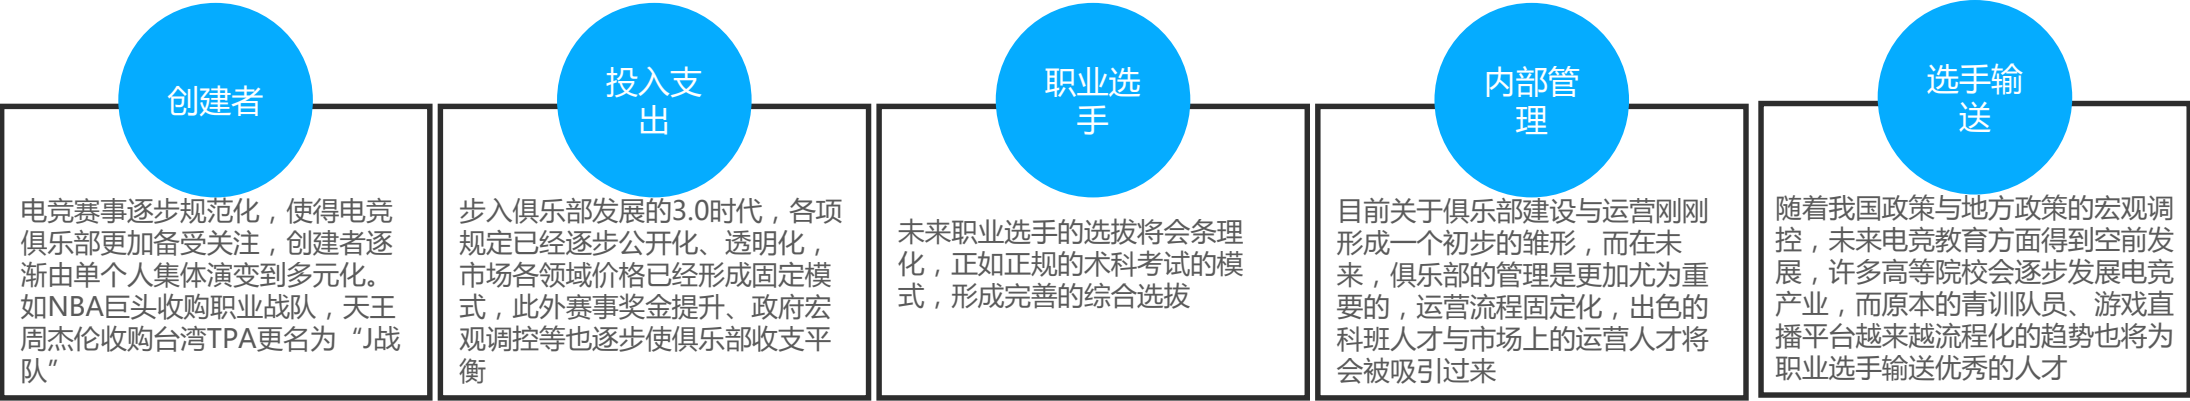 创建者
电竞赛事逐步规范化，使得电竞
俱乐部更加备受关注，创建者逐
渐由单个人集体演变到多元化。
如NBA巨头收购职业战队，天王
周杰伦收购台湾TPA更名为“J战
队”
投入支
出
步入俱乐部发展的3.0时代，各项
规定已经逐步公开化、透明化，
市场各领域价格已经形成固定模
式，此外赛事奖金提升、政府宏
观调控等也逐步使俱乐部收支平
衡
职业选
手
未来职业选手的选拔将会条理
化，正如正规的术科考试的模
式，形成完善的综合选拔
内部管
理
目前关于俱乐部建设与运营刚刚
形成一个初步的雏形，而在未
来，俱乐部的管理是更加尤为重
要的，运营流程固定化，出色的
科班人才与市场上的运营人才将
会被吸引过来
选手输
送
随着我国政策与地方政策的宏观调
控，未来电竞教育方面得到空前发
展，许多高等院校会逐步发展电竞
产业，而原本的青训队员、游戏直
播平台越来越流程化的趋势也将为
职业选手输送优秀的人才